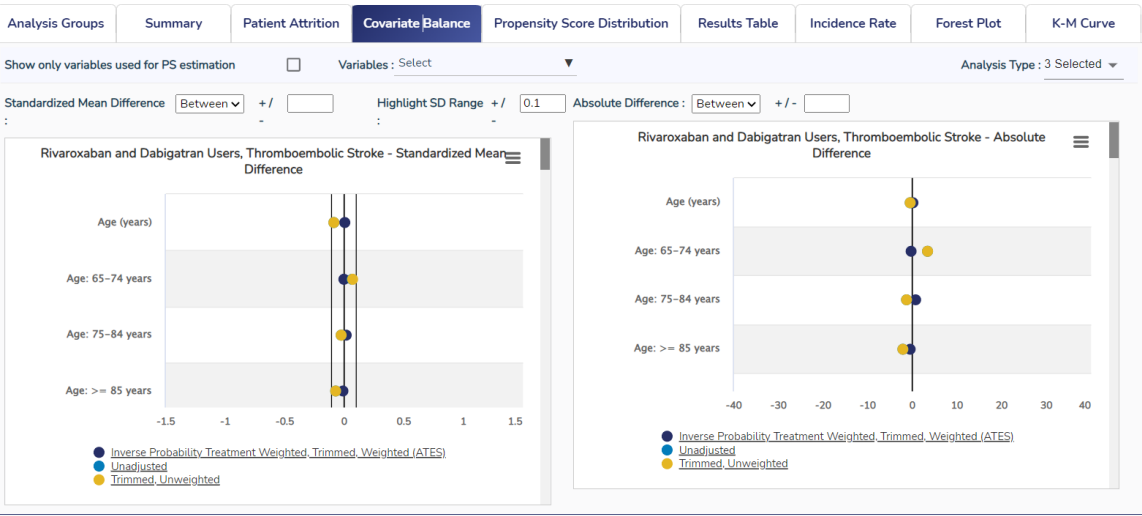 Analysis Groups Summary Patient Attrition Covariate Balance Propensity Score Distribution Results Table Incidence Rate Forest Plot K-M Curve
Show only variables used for PS estimation Variables : Select Analysis Type : 3 Selected
Standardized Mean Difference Between + / Highlight SD Range + / 0.1 Absolute Difference : Between + / -
: - : -
Rivaroxaban and Dabigatran Users, Thromboembolic Stroke - Standardized Mean
Difference
Age (years)
Age: 65-74 years
Age: 75-84 years
Age: >= 85 years
-1.5 -1 -0.5 0 0.5 1 1.5
Inverse Probability Treatment Weighted, Trimmed, Weighted (ATES)
Unadjusted
Trimmed, Unweighted
Rivaroxaban and Dabigatran Users, Thromboembolic Stroke - Absolute
Difference
Age (years)
Age: 65-74 years
Age: 75-84 years
Age: >= 85 years
-40 -30 -20 -10 0 10 20 30 40
Inverse Probability Treatment Weighted, Trimmed, Weighted (ATES)
Unadjusted
Trimmed, Unweighted